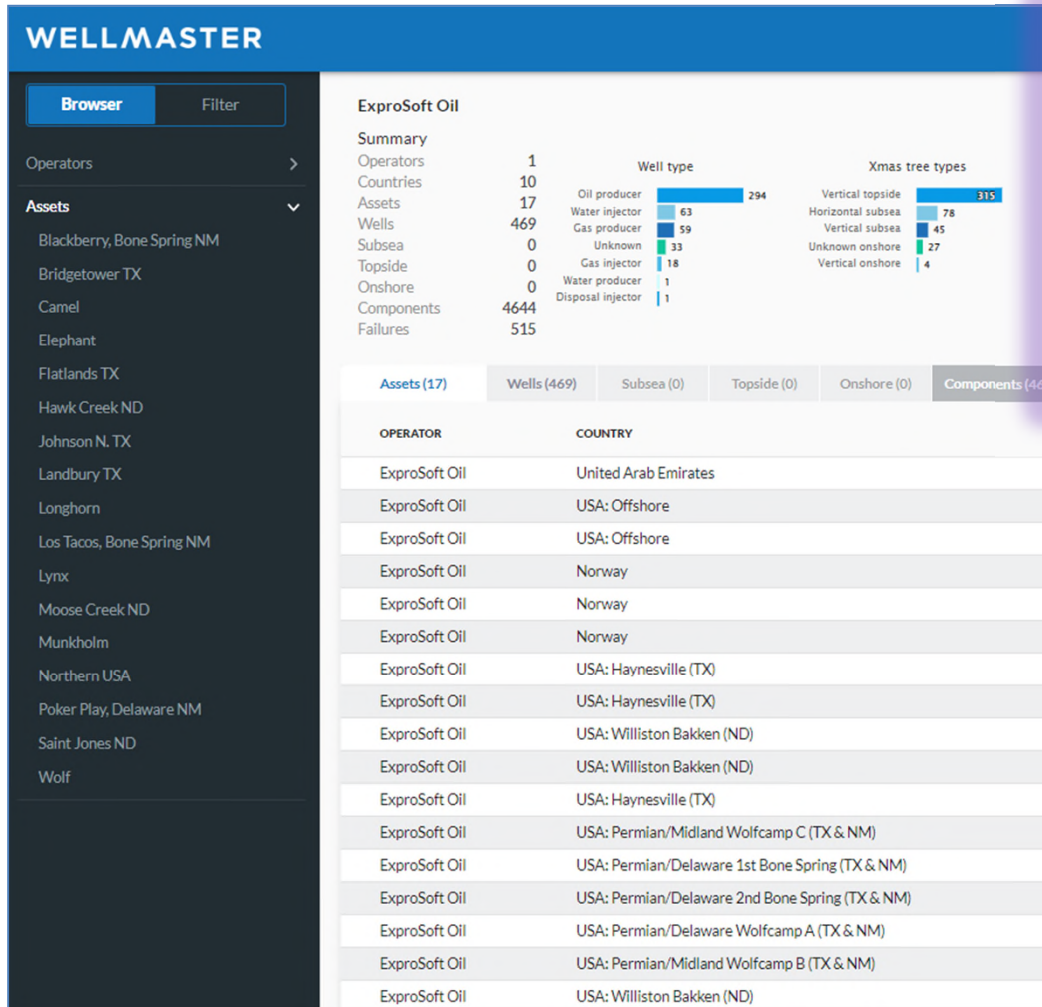 WELLMASTER
Browser Filter
Operators
Assets
Blackberry, Bone Spring NM
Bridgetower TX
Camel
Elephant
Flatlands TX
Hawk Creek ND
Johnson N. TX
Landbury TX
Longhorn
Los Tacos, Bone Spring NM
Lynx
Moose Creek ND
Munkholm
Northern USA
Poker Play, Delaware NM
Saint Jones ND
Wolf
ExproSoft Oil
Summary
Operators 1
Countries 10
Assets 17
Wells 469
Subsea 0
Topside 0
Onshore 0
Components 4644
Failures 515
Well type
Oil producer 294
Water injector 63
Gas producer 59
Unknown 33
Gas injector 18
Water producer 1
Disposal injector 1
Xmas tree types
Vertical topside 315
Horizontal subsea 78
Vertical subsea 45
Unknown onshore 27
Vertical onshore 4
Assets (17) Wells (469) Subsea (0) Topside (0) Onshore (0) Components (46
OPERATOR COUNTRY
ExproSoft Oil United Arab Emirates
ExproSoft Oil USA: Offshore
ExproSoft Oil USA: Offshore
ExproSoft Oil Norway
ExproSoft Oil Norway
ExproSoft Oil Norway
ExproSoft Oil USA: Haynesville (TX)
ExproSoft Oil USA: Haynesville (TX)
ExproSoft Oil USA: Williston Bakken (ND)
ExproSoft Oil USA: Williston Bakken (ND)
ExproSoft Oil USA: Haynesville (TX)
ExproSoft Oil USA: Permian/Midland Wolfcamp C (TX & NM)
ExproSoft Oil USA: Permian/Delaware 1st Bone Spring (TX & NM)
ExproSoft Oil USA: Permian/Delaware 2nd Bone Spring (TX & NM)
ExproSoft Oil USA: Permian/Delaware Wolfcamp A (TX & NM)
ExproSoft Oil USA: Permian/Midland Wolfcamp B (TX & NM)
ExproSoft Oil USA: Williston Bakken (ND)